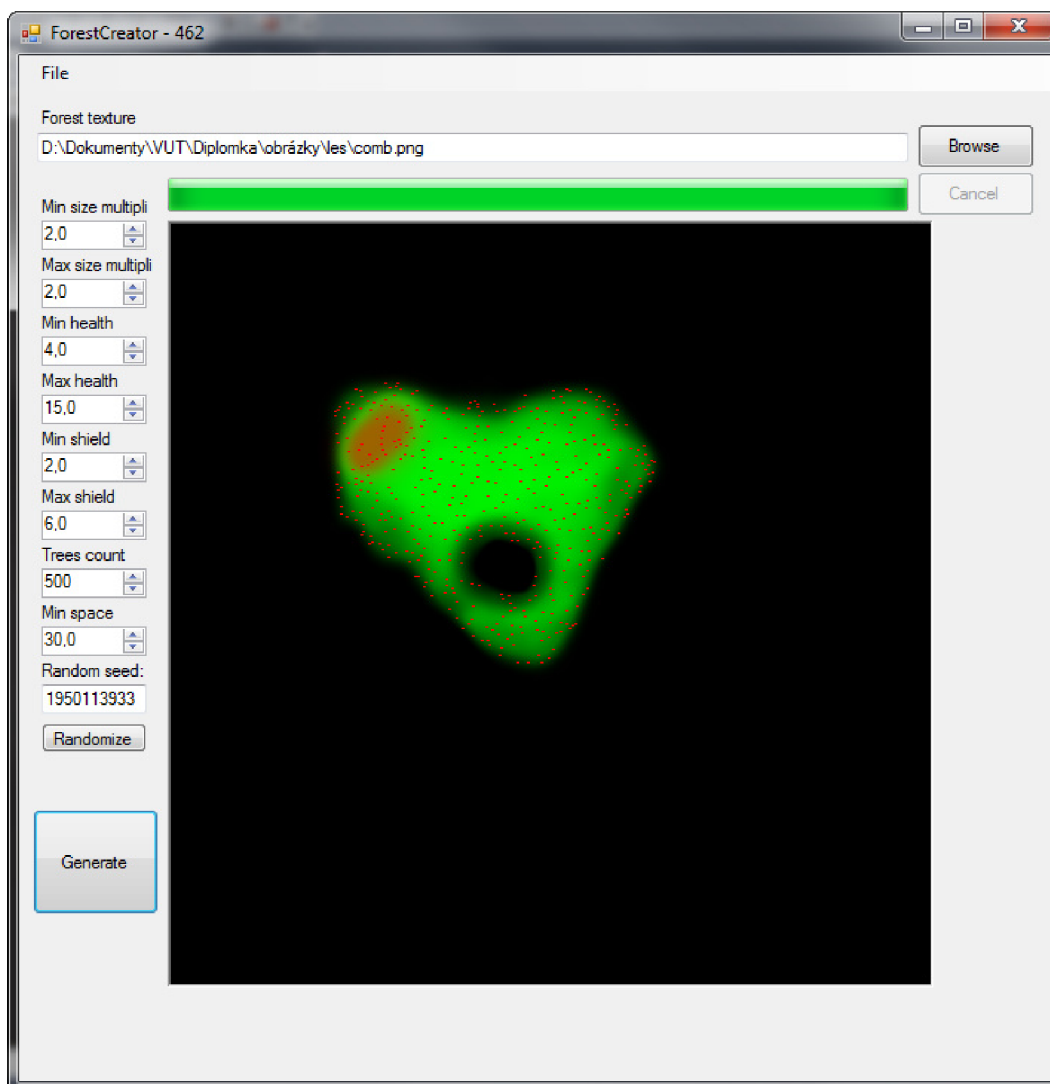 ForestCreator - 462
File
Forest texture
D:\Dokumenty\VUT\Diplomka\obrázky\les\comb.png
Browse
Cancel
Min size multipli
2,0
Max size multipli
2,0
Min health
4,0
Max health
15,0
Min shield
2,0
Max shield
6,0
Trees count
500
Min space
30,0
Random seed:
1950113933
Randomize
Generate